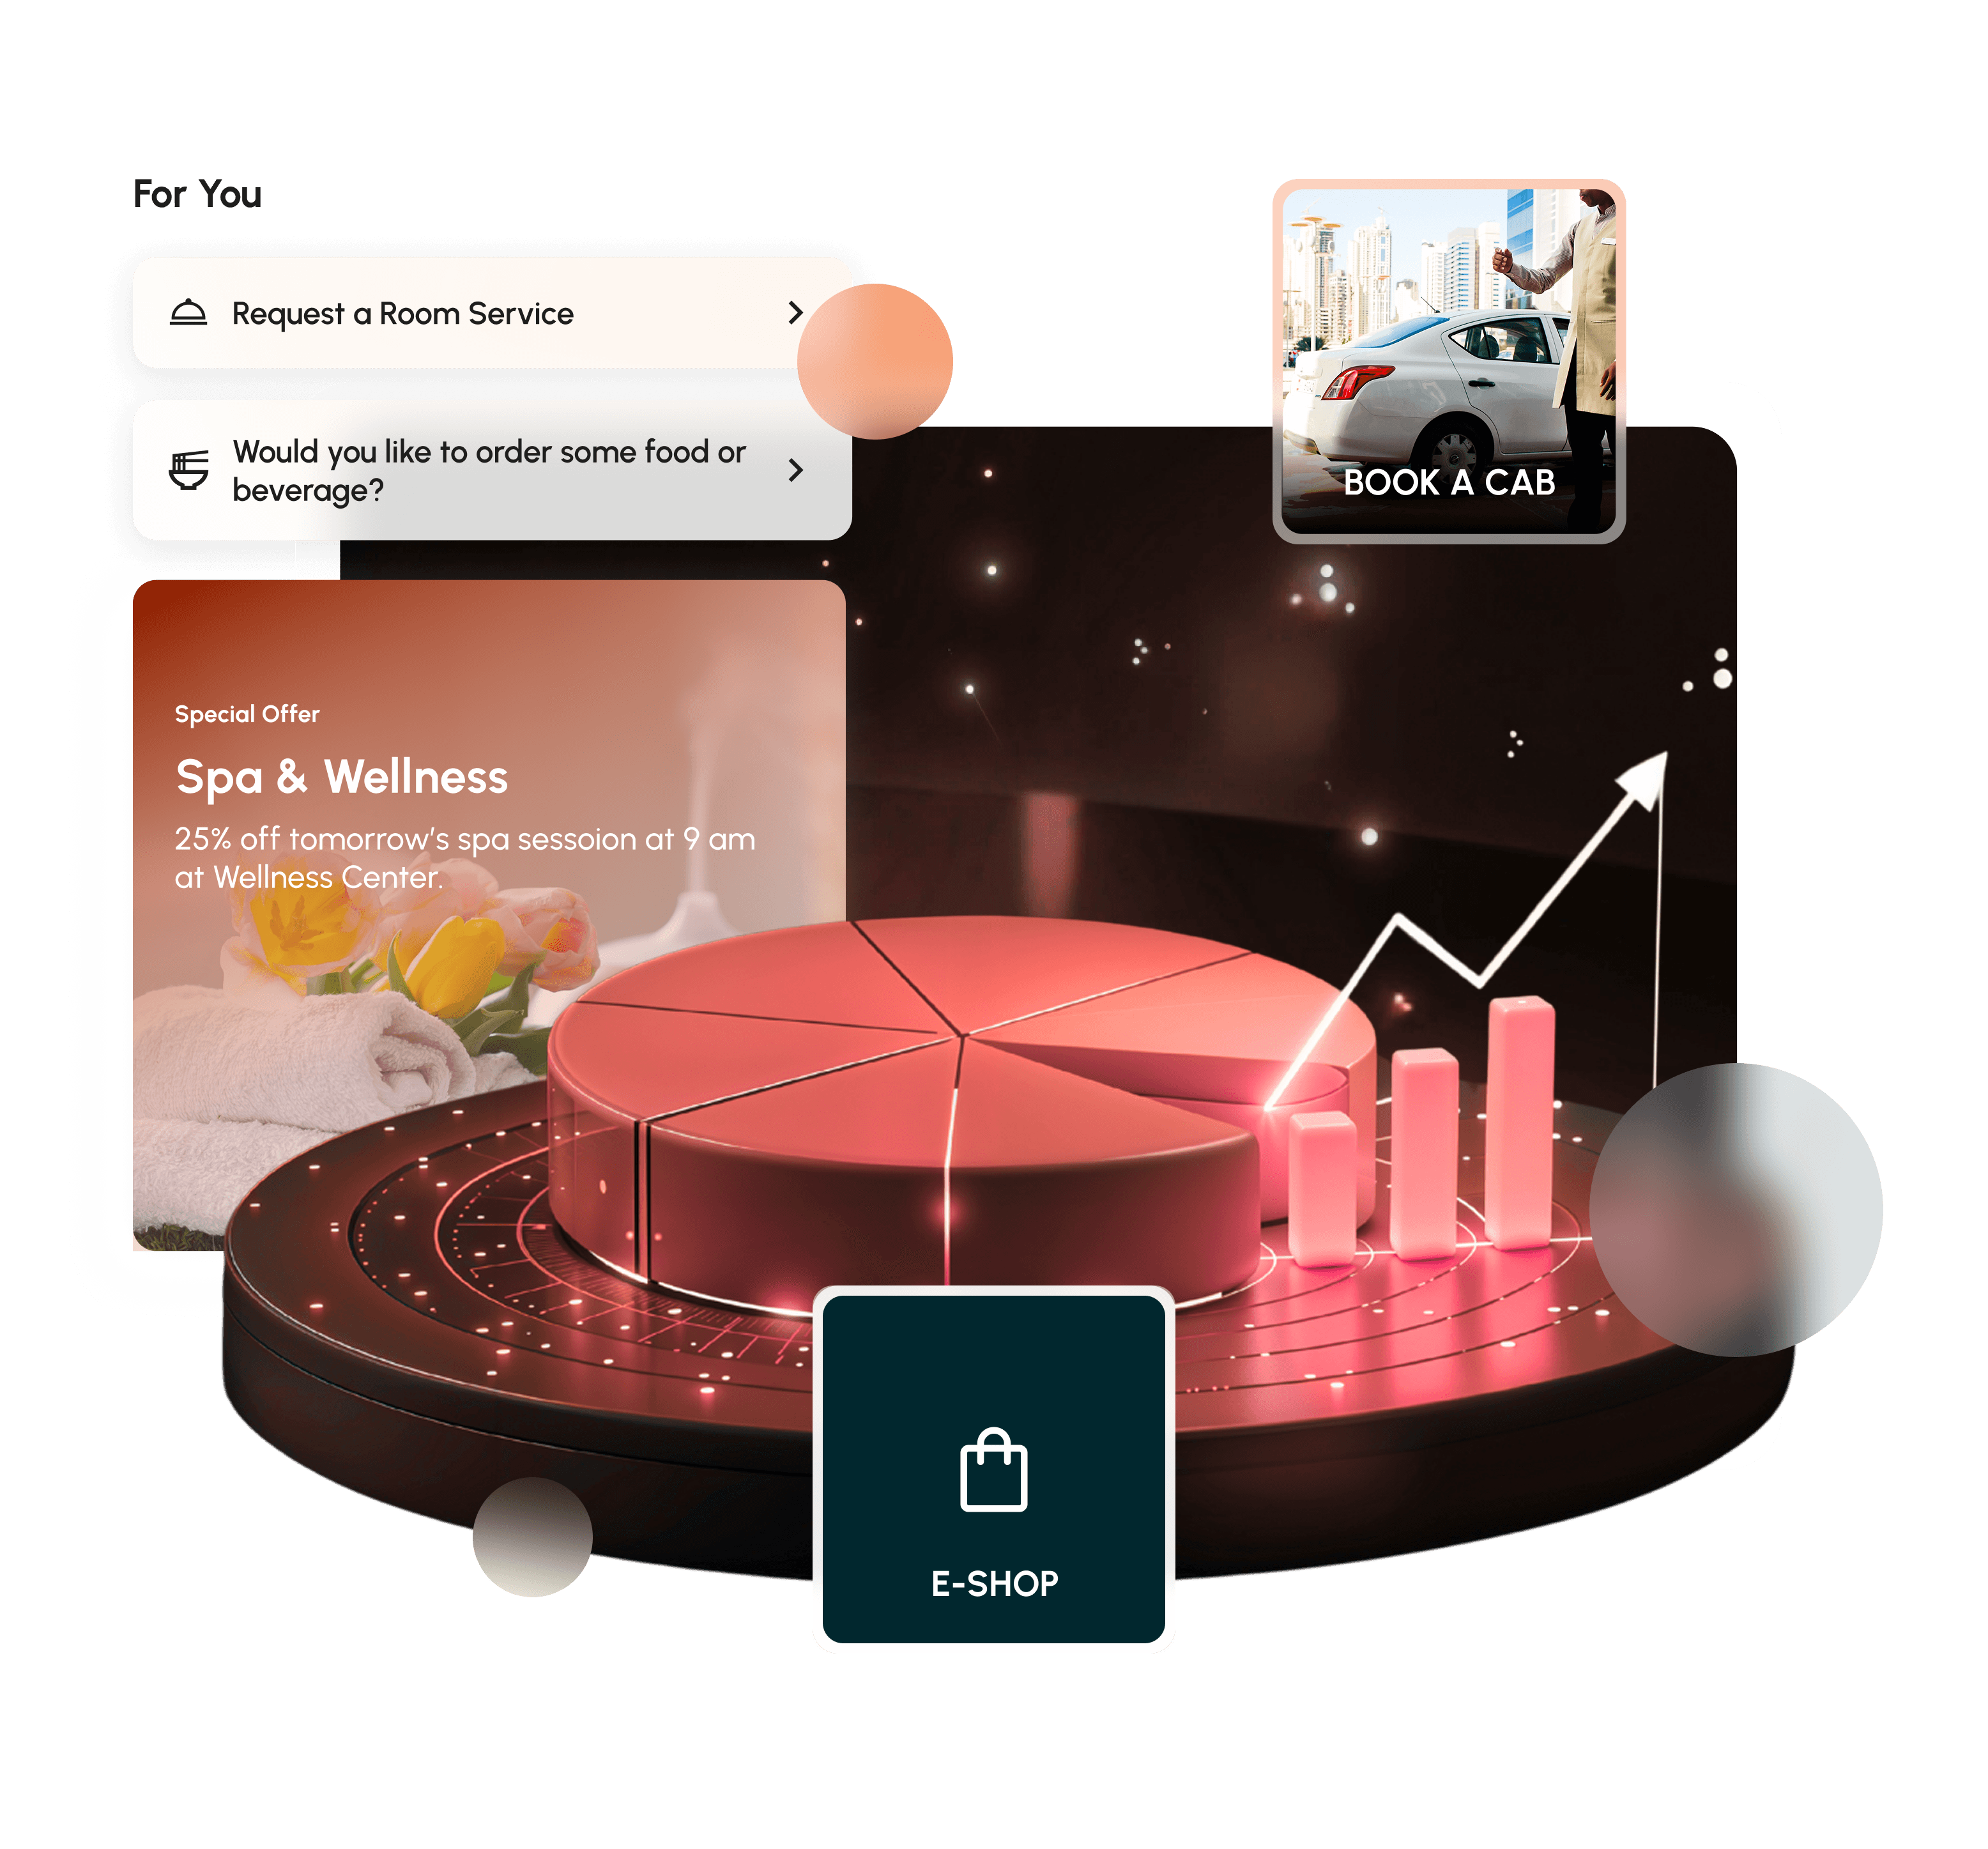 For You
Request a Room Service
Would you like to order some food or
beverage?
BOOK A CAB
Special Offer
Spa & Wellness
25% off tomorrow's spa sessoion at 9 am
at Wellness Center.
E-SHOP